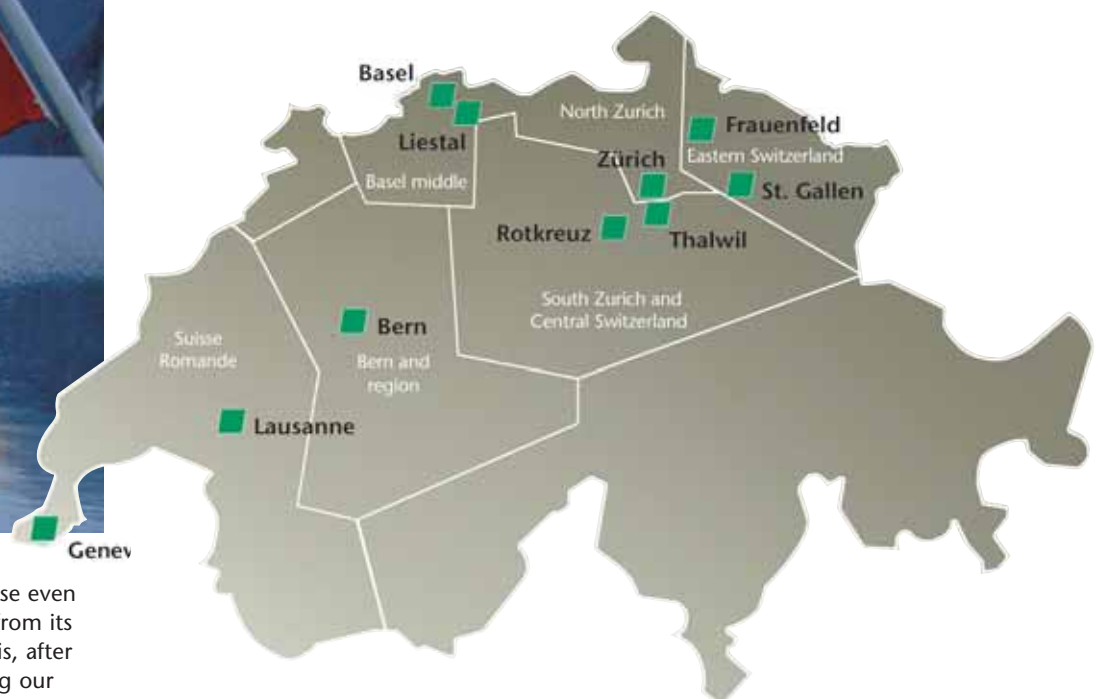 Basel
Liestal
Basel middle
North Zurich
Frauenfeld
Eastern Switzerland
Zürich
St. Gallen
Rotkreuz
Thalwil
South Zurich and
Central Switzerland
Bern
Bern and
region
Suisse
Romande
Lausanne
Genev
se even
from its
is, after
g our